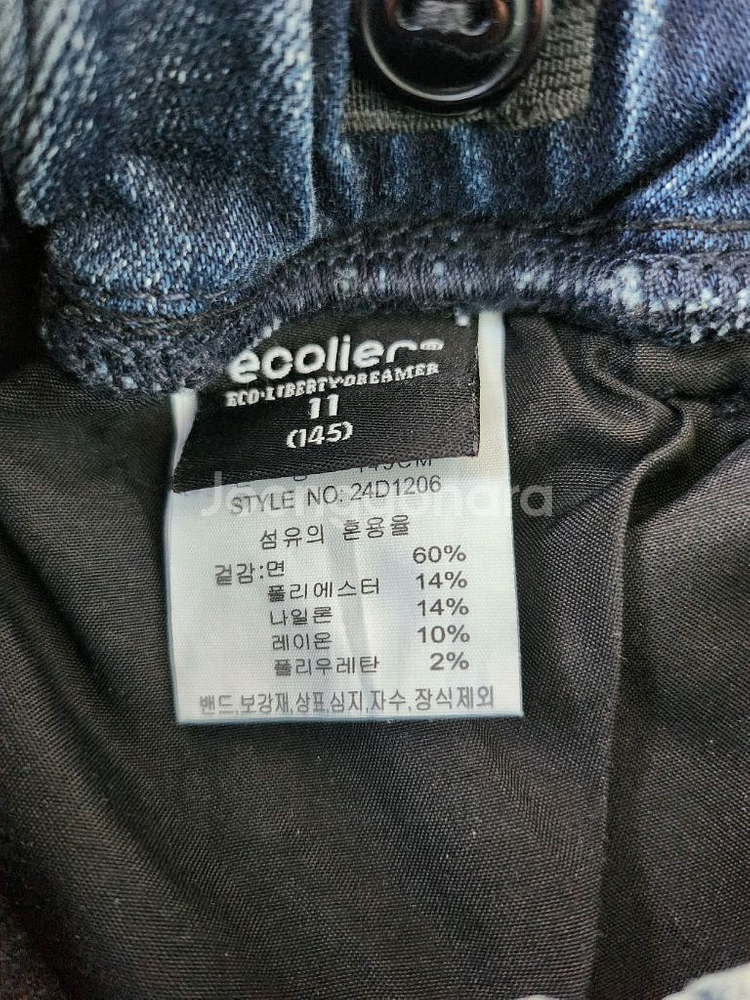 ecolier®
ECO·LIBERTY·DREAMER
11
(145)
145CM
STYLE NO: 24D1206
섬유의 혼용율
겉감:면 60%
폴리에스터 14%
나일론 14%
레이온 10%
폴리우레탄 2%
밴드,보강재,상표,심지,자수,장식제외
Joonggonara